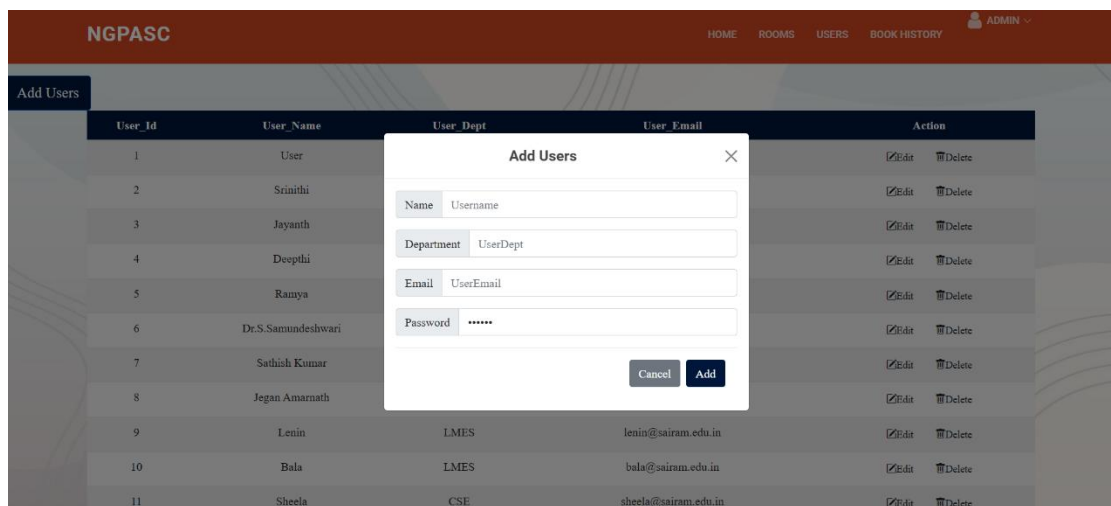 NGPASC HOME ROOMS USERS BOOK HISTORY ADMIN
Add Users
User_Id User_Name User_Dept User_Email Action
1 User Edit Delete
2 Srinithi Edit Delete
3 Jayanth Edit Delete
4 Deepthi Edit Delete
5 Ramya Edit Delete
6 Dr.S.Samundeshwari Edit Delete
7 Sathish Kumar Edit Delete
8 Jegan Amarnath Edit Delete
9 Lenin LMES lenin@sairam.edu.in Edit Delete
10 Bala LMES bala@sairam.edu.in Edit Delete
11 Sheela CSE sheela@sairam.edu.in Edit Delete
Add Users
Name Username
Department UserDept
Email UserEmail
Password ••••••
Cancel Add